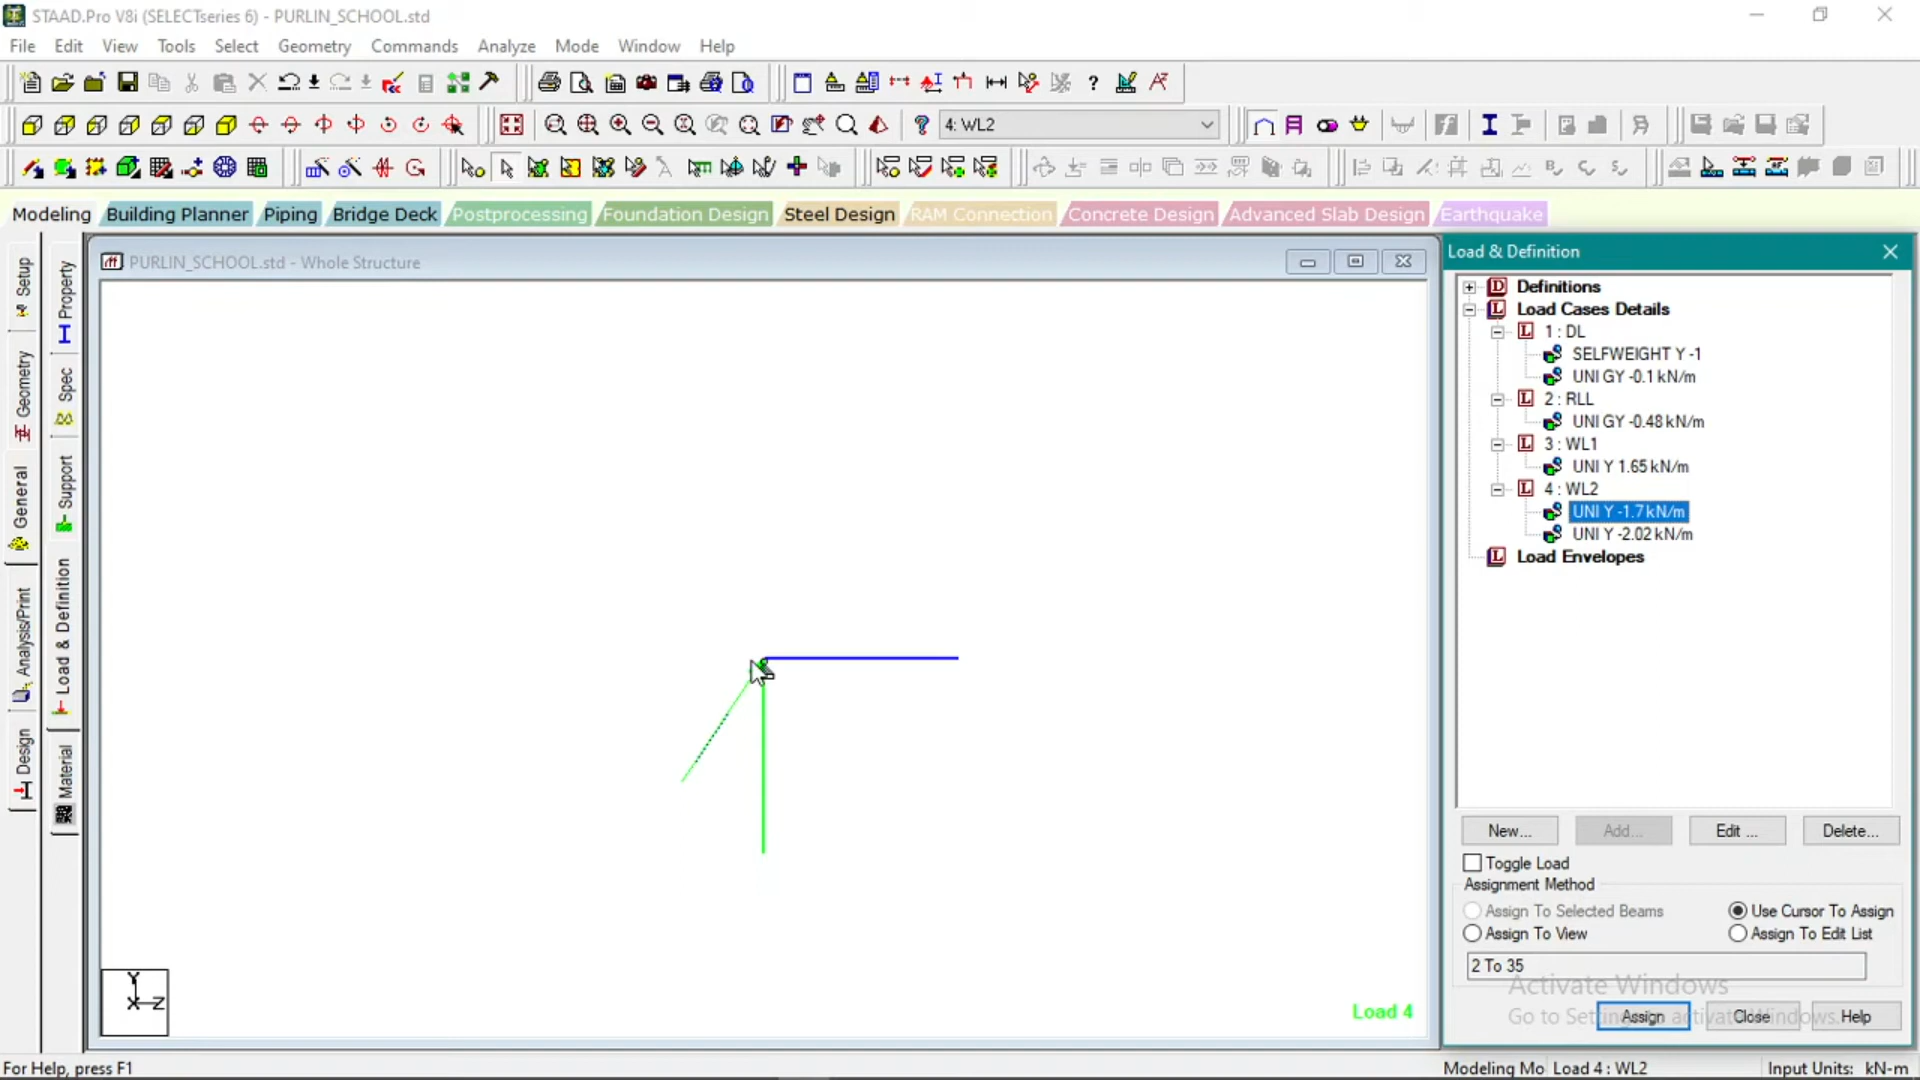 STAAD.Pro V8i (SELECTseries 6) - PURLIN_SCHOOL.std
File Edit View Tools Select Geometry Commands Analyze Mode Window Help
4: WL2
Modeling Building Planner Piping Bridge Deck Postprocessing Foundation Design Steel Design RAM Connection Concrete Design Advanced Slab Design Earthquake
Setup
Geometry
General
Analysis/Print
Design
Property
Spec
Support
Load & Definition
Material
PURLIN_SCHOOL.std - Whole Structure
Y
X Z
Load 4
Load & Definition
Definitions
Load Cases Details
1 : DL
SELFWEIGHT Y -1
UNI GY -0.1 kN/m
2 : RLL
UNI GY -0.48 kN/m
3 : WL1
UNI Y 1.65 kN/m
4 : WL2
UNI Y -1.7 kN/m
UNI Y -2.02 kN/m
Load Envelopes
New... Add... Edit ... Delete...
Toggle Load
Assignment Method
Assign To Selected Beams Use Cursor To Assign
Assign To View Assign To Edit List
2 To 35
Activate Windows
Assign Close Help
For Help, press F1 Modeling Mo Load 4 : WL2 Input Units: kN-m